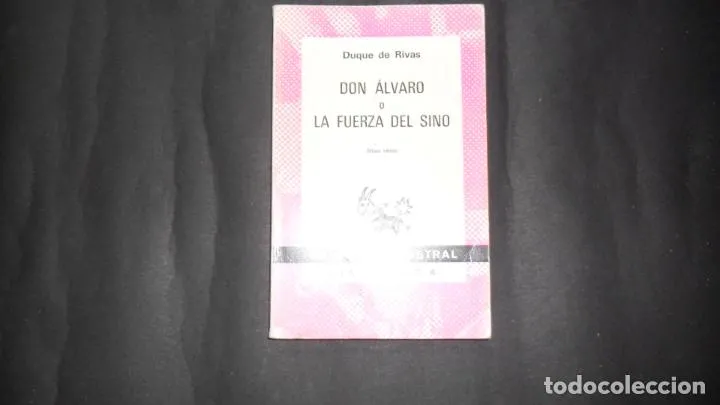 Duque de Rivas
DON ÁLVARO
o
LA FUERZA DEL SINO
todocoleccion